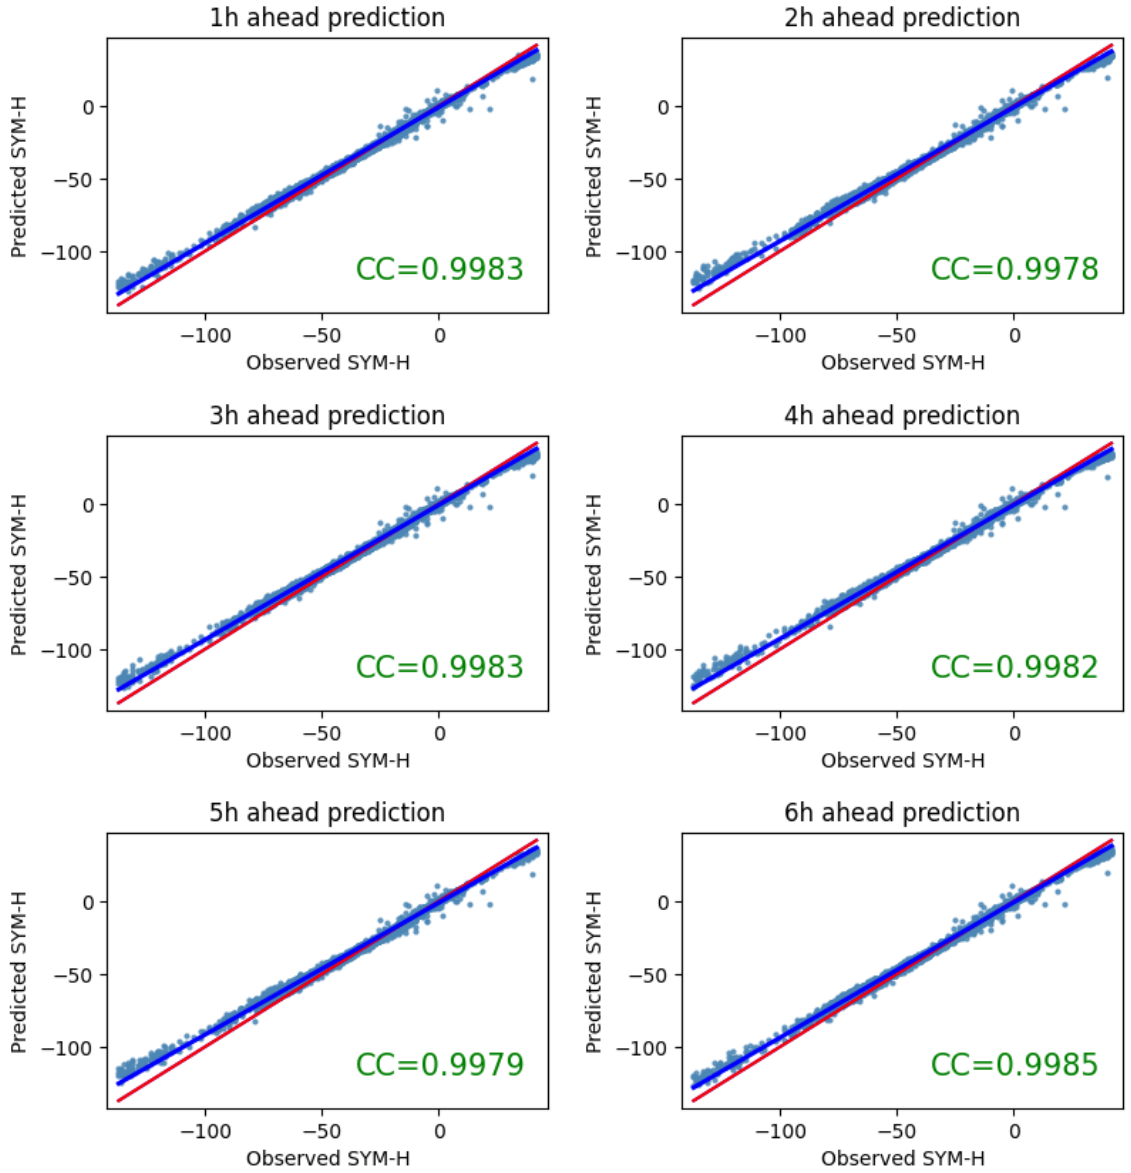 1h ahead prediction
Predicted SYM-H
0
−50
−100
CC=0.9983
−100 −50 0
Observed SYM-H
2h ahead prediction
Predicted SYM-H
0
−50
−100
CC=0.9978
−100 −50 0
Observed SYM-H
3h ahead prediction
Predicted SYM-H
0
−50
−100
CC=0.9983
−100 −50 0
Observed SYM-H
4h ahead prediction
Predicted SYM-H
0
−50
−100
CC=0.9982
−100 −50 0
Observed SYM-H
5h ahead prediction
Predicted SYM-H
0
−50
−100
CC=0.9979
−100 −50 0
Observed SYM-H
6h ahead prediction
Predicted SYM-H
0
−50
−100
CC=0.9985
−100 −50 0
Observed SYM-H